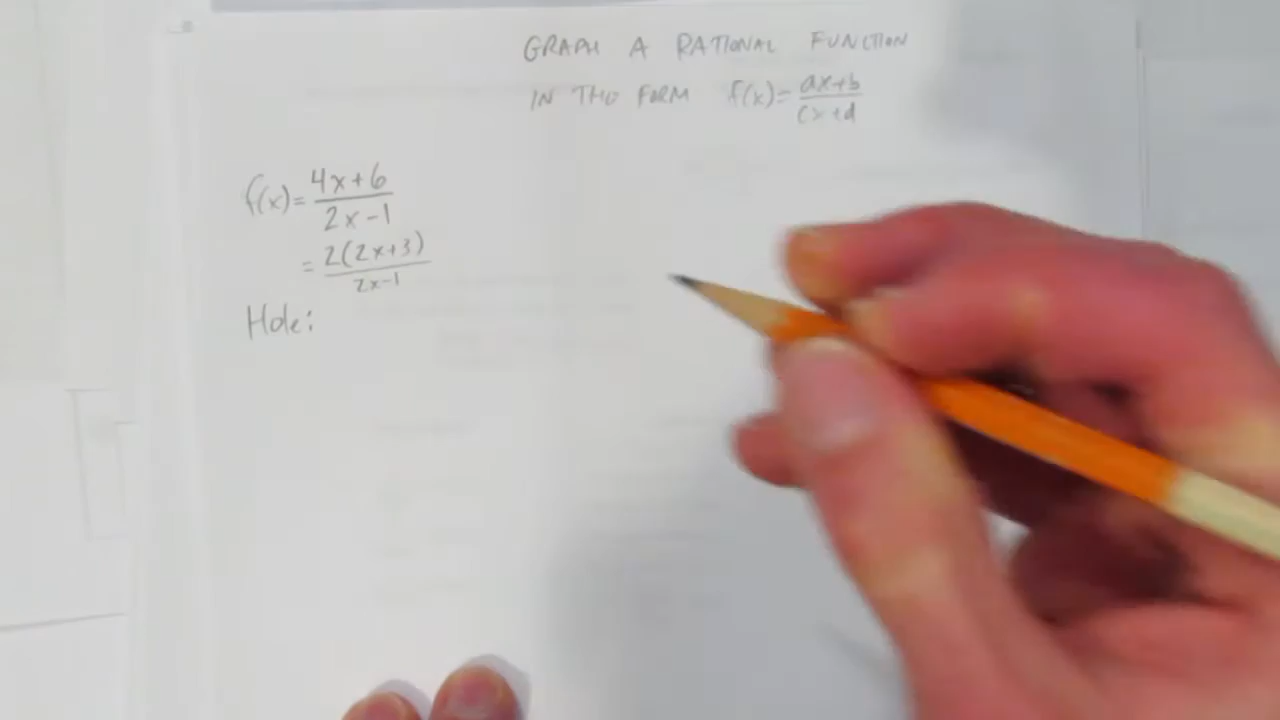 GRAPH A RATIONAL FUNCTION
IN THE FORM f(x)= ax+b / cx+d
f(x)= 4x+6 / 2x-1
= 2(2x+3) / 2x-1
Hole: